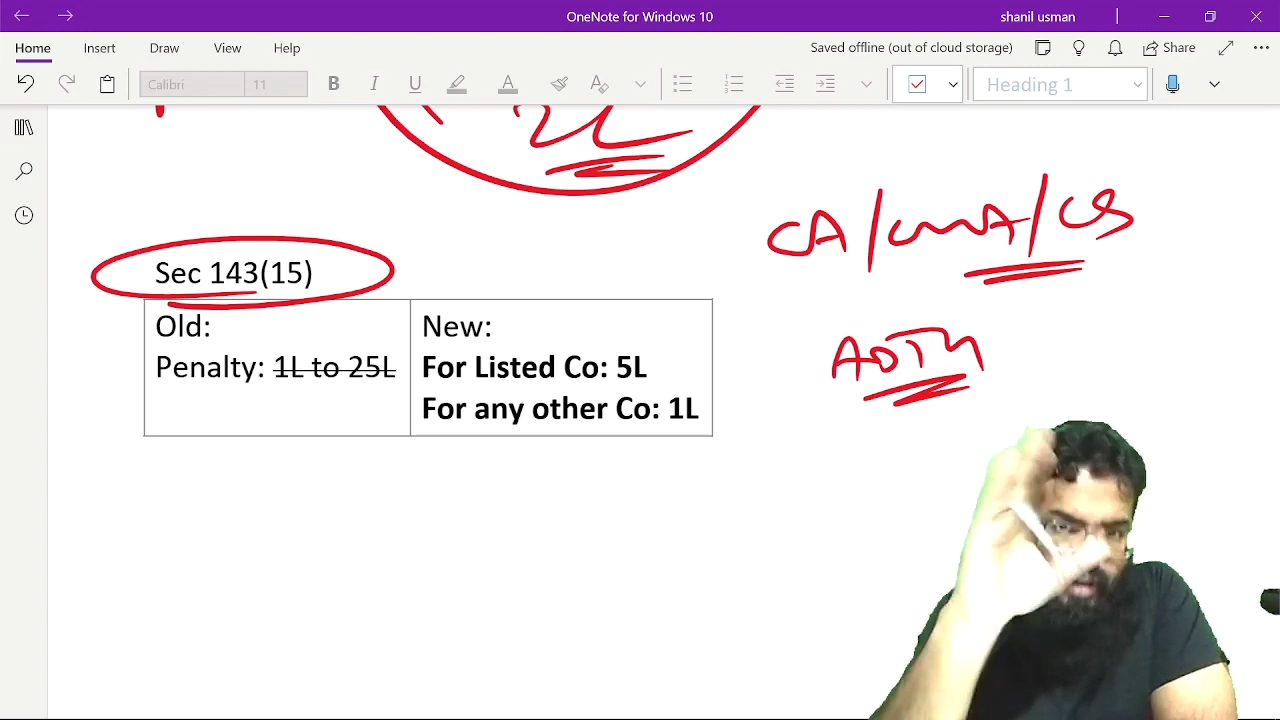 OneNote for Windows 10
shanil usman
Home Insert Draw View Help
Saved offline (out of cloud storage)
Share
Calibri 11
B I U A A
Heading 1
2L
CA/CMA/CS
Sec 143(15)
Old:
Penalty: 1L to 25L
New:
For Listed Co: 5L
For any other Co: 1L